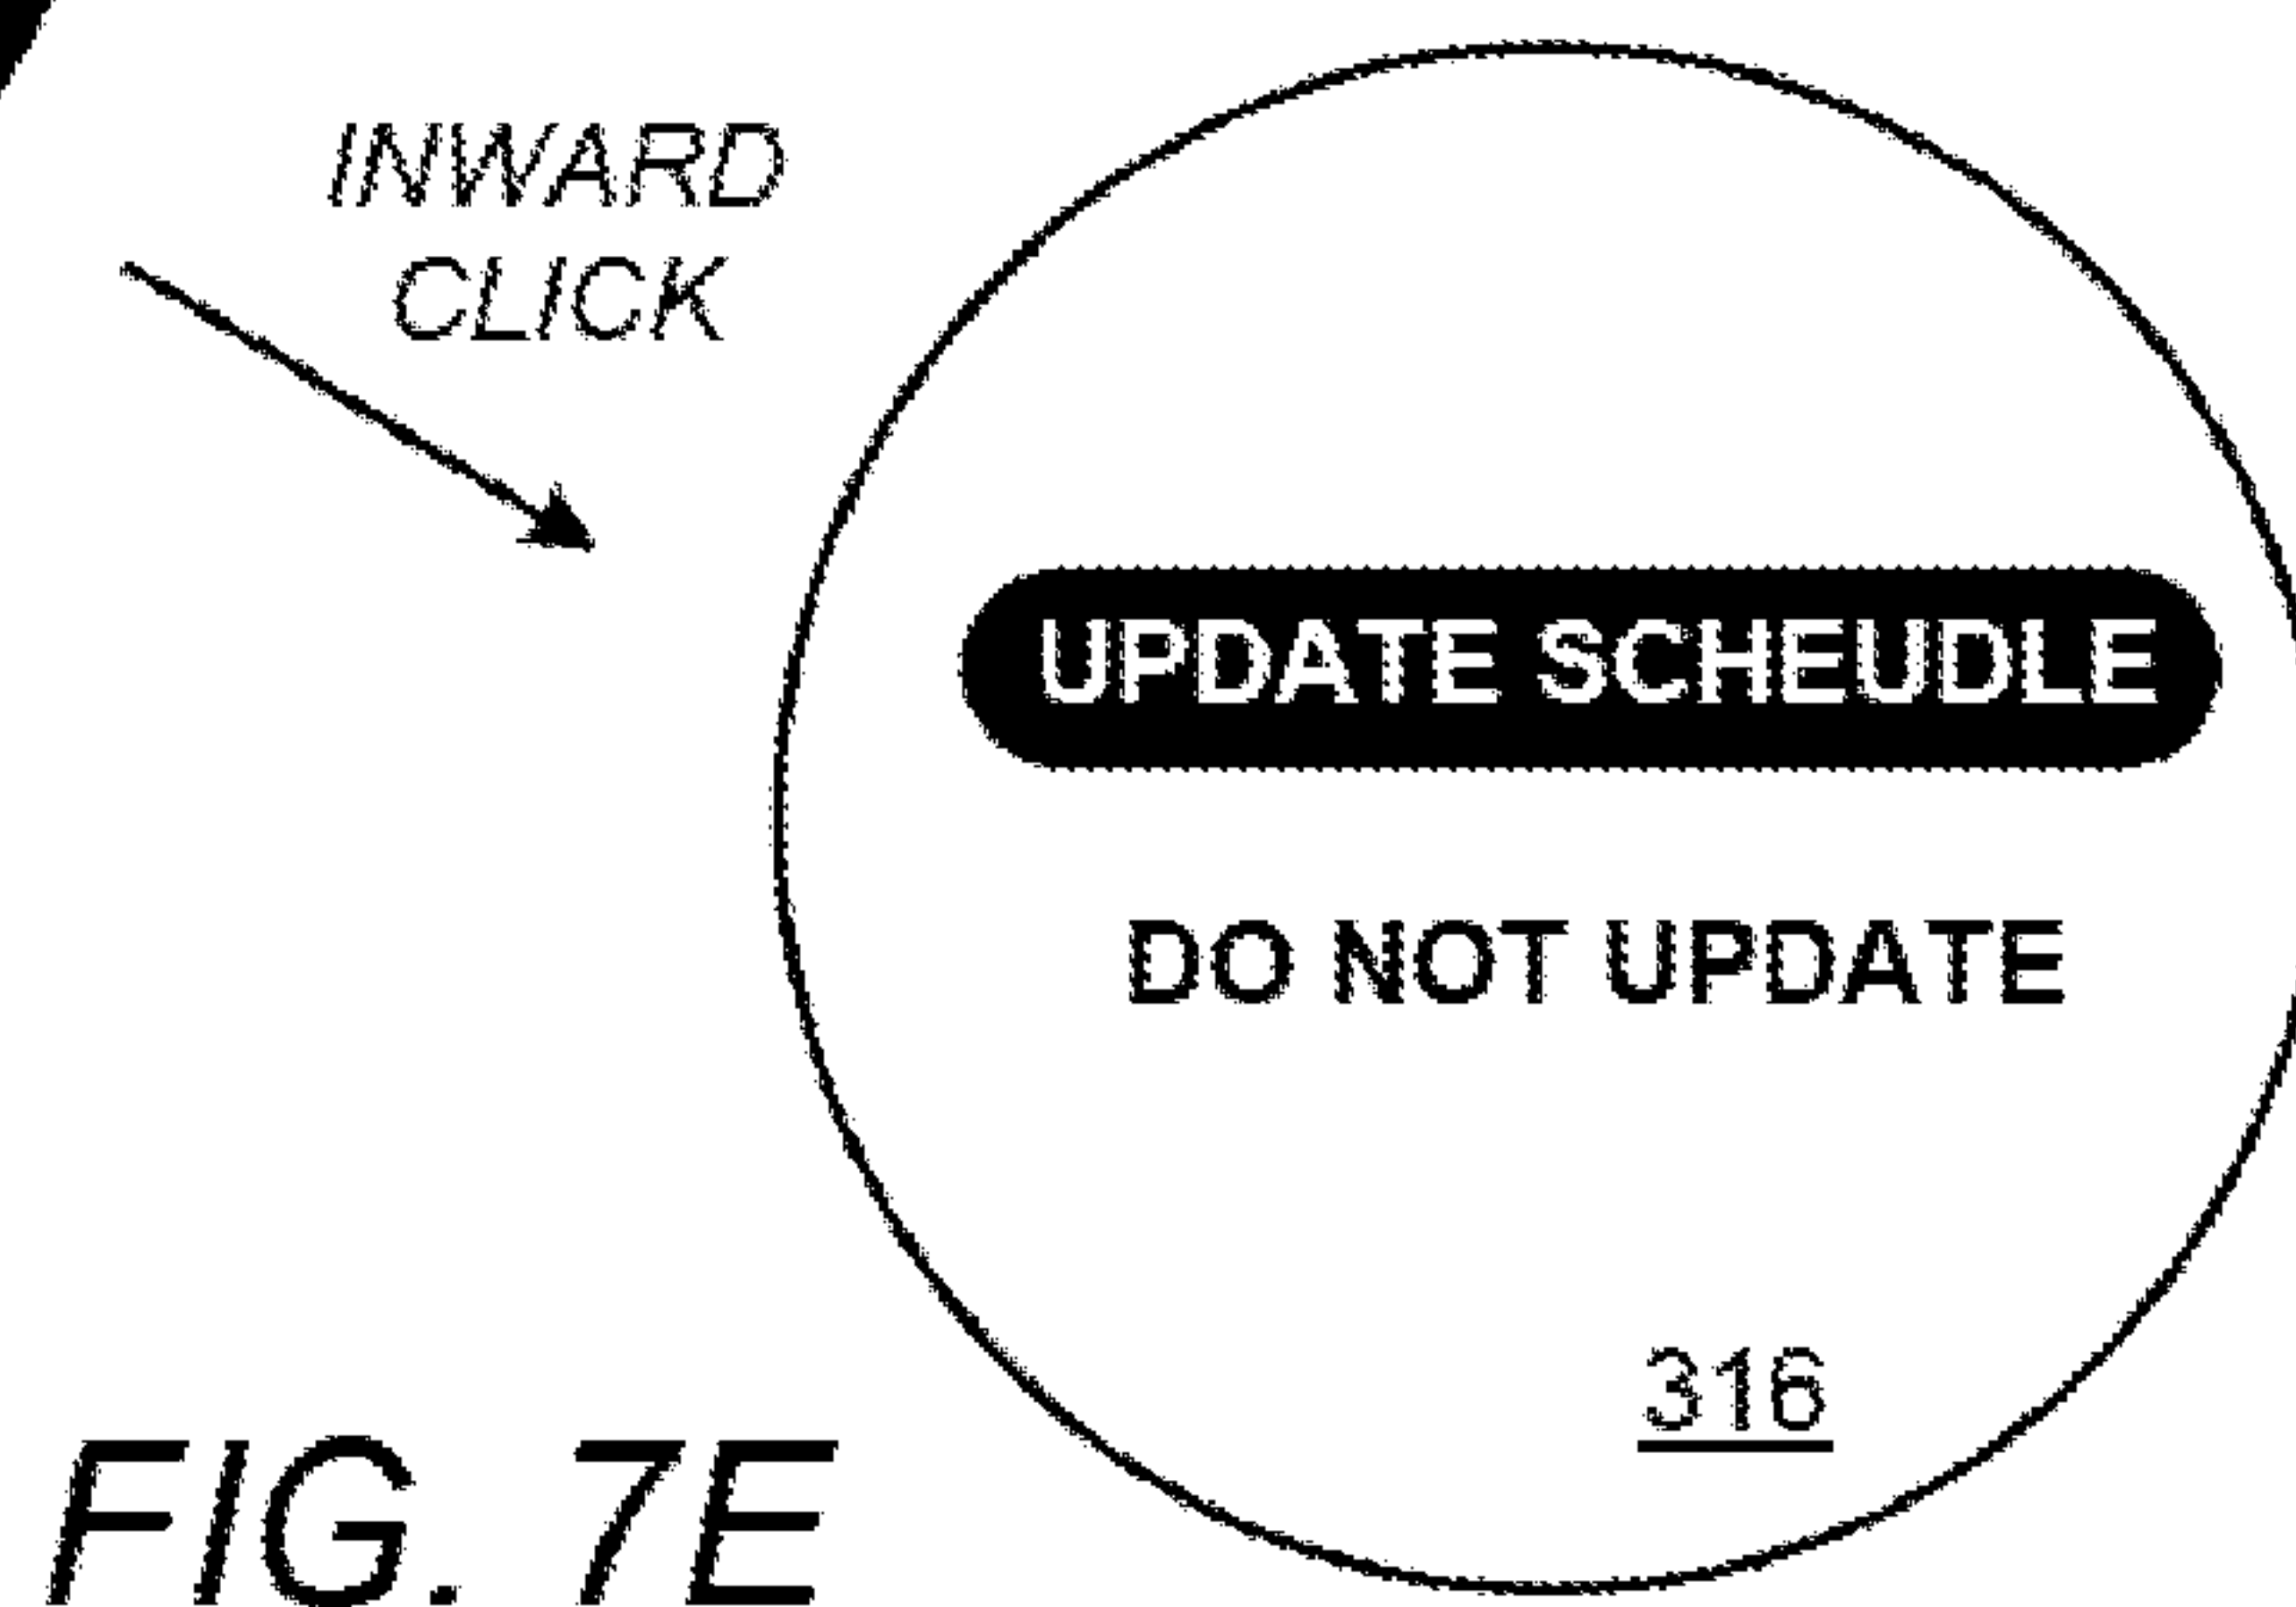 INWARD
CLICK
UPDATE SCHEUDLE
DO NOT UPDATE
316
FIG. 7E